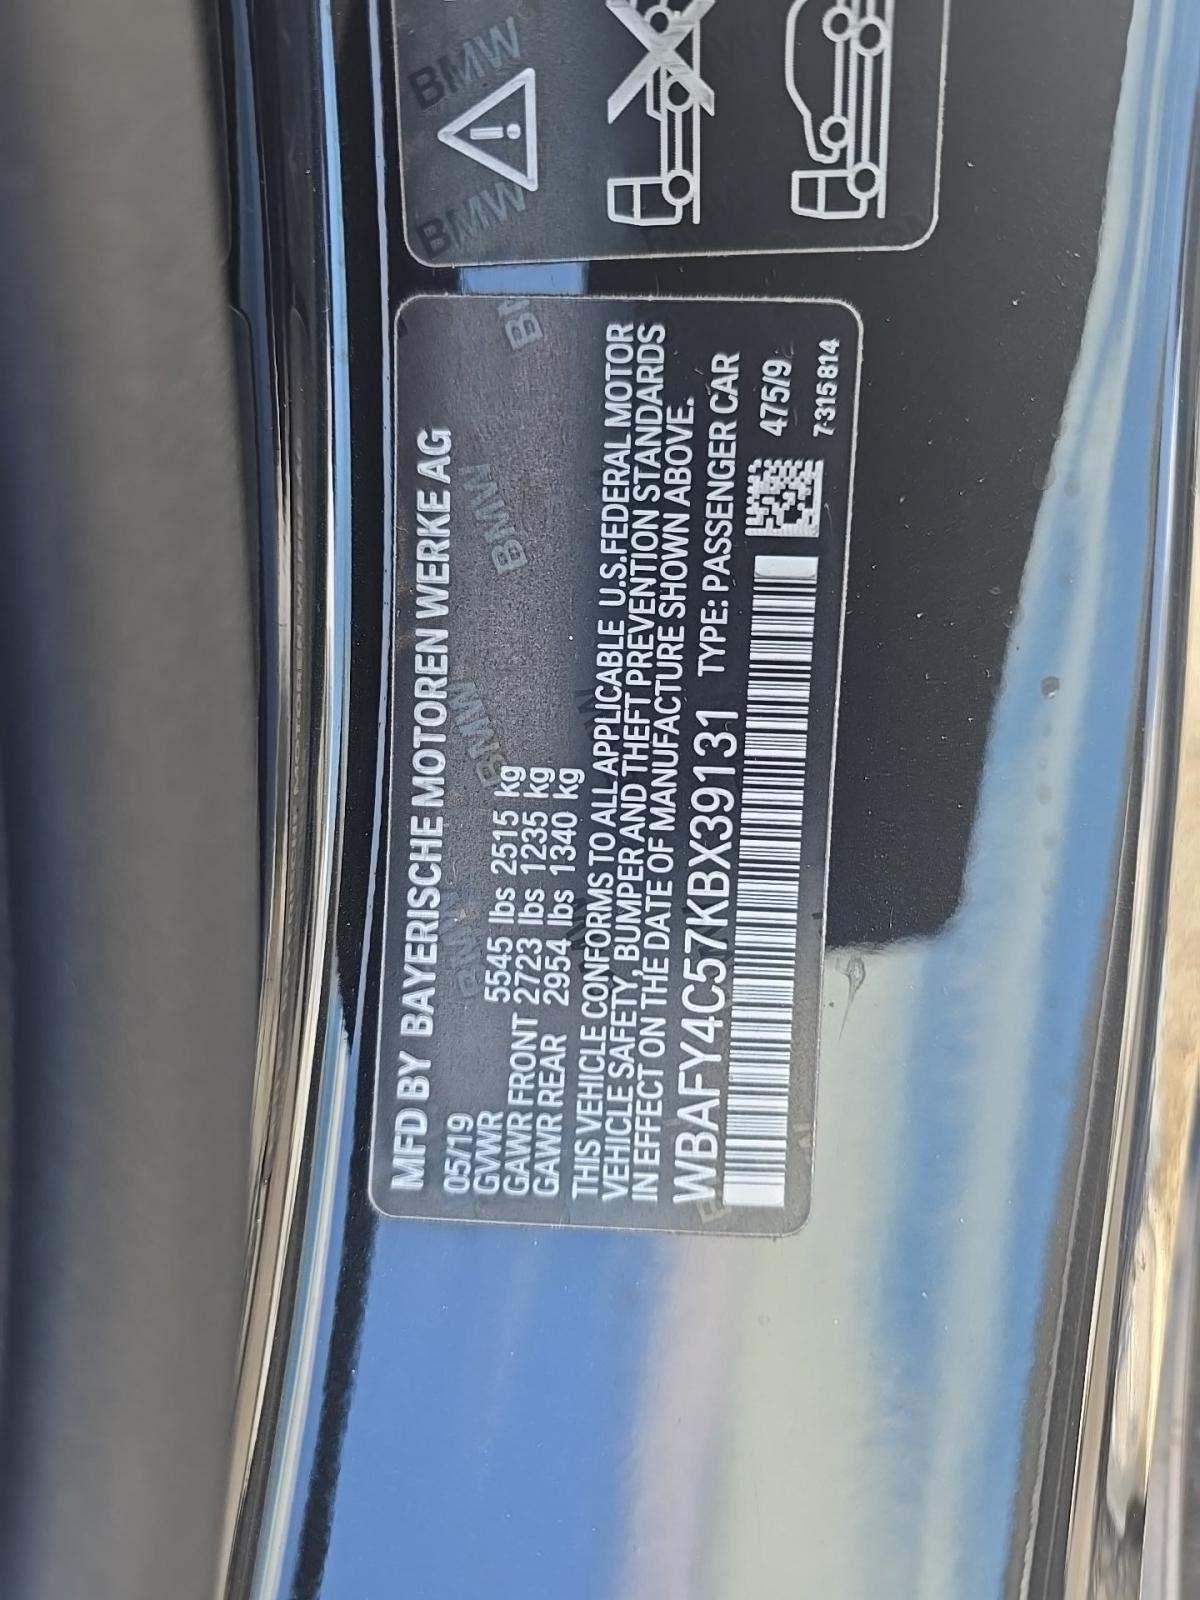 BMW
BMW
MFD BY BAYERISCHE MOTOREN WERKE AG
05/19
GVWR 5545 lbs 2515 kg
GAWR FRONT 2723 lbs 1235 kg
GAWR REAR 2954 lbs 1340 kg
THIS VEHICLE CONFORMS TO ALL APPLICABLE U.S.FEDERAL MOTOR
VEHICLE SAFETY, BUMPER AND THEFT PREVENTION STANDARDS
IN EFFECT ON THE DATE OF MANUFACTURE SHOWN ABOVE.
WBAFY4C57KBX39131 TYPE: PASSENGER CAR
475/9
7 315 814
BMW
BMW